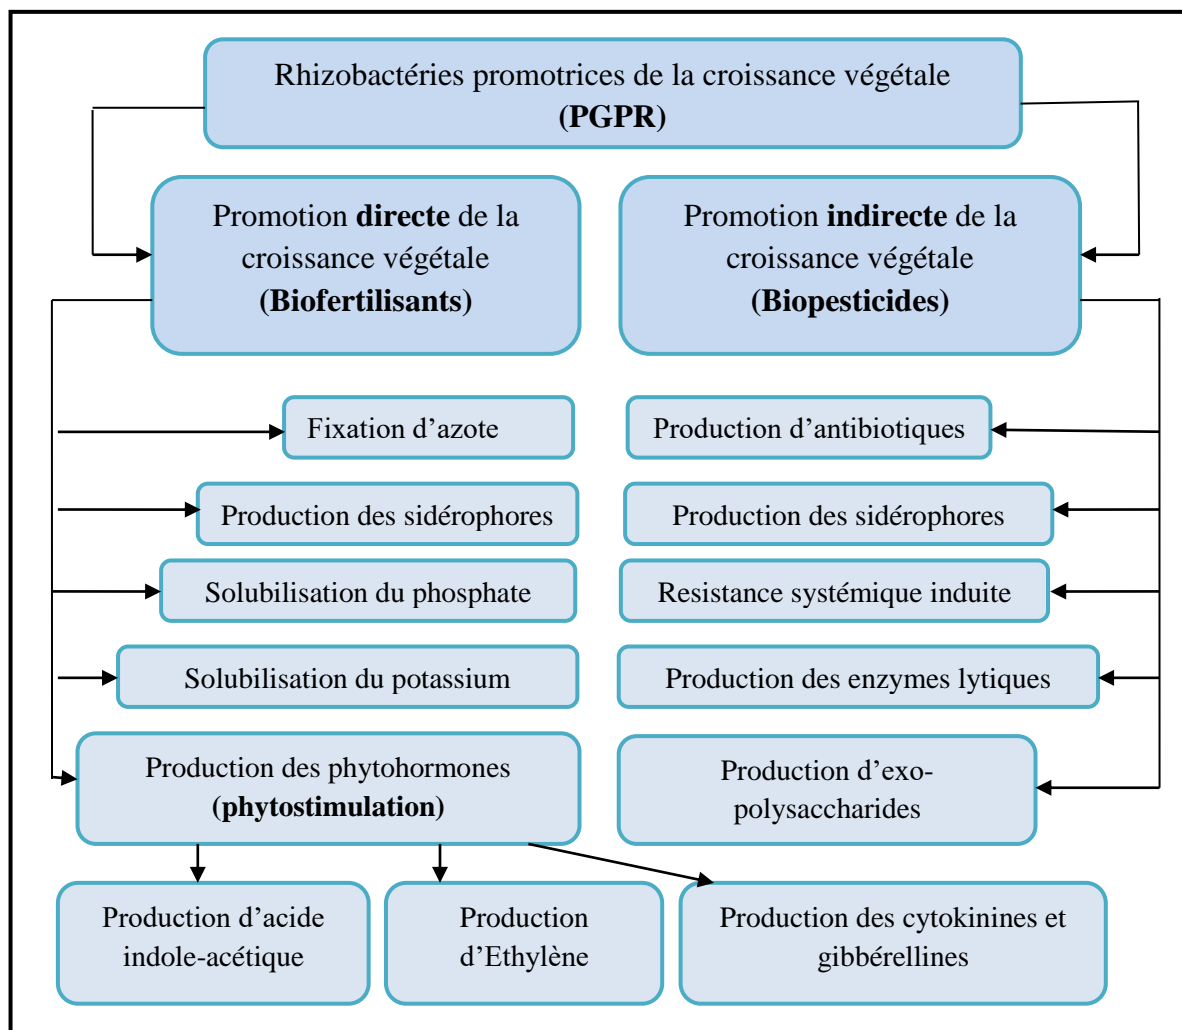 Rhizobactéries promotrices de la croissance végétale
(PGPR)
Promotion directe de la
croissance végétale
(Biofertilisants)
Promotion indirecte de la
croissance végétale
(Biopesticides)
Fixation d’azote
Production d’antibiotiques
Production des sidérophores
Production des sidérophores
Solubilisation du phosphate
Resistance systémique induite
Solubilisation du potassium
Production des enzymes lytiques
Production des phytohormones
(phytostimulation)
Production d’exo-
polysaccharides
Production d’acide
indole-acétique
Production
d’Ethylène
Production des cytokinines et
gibbérellines